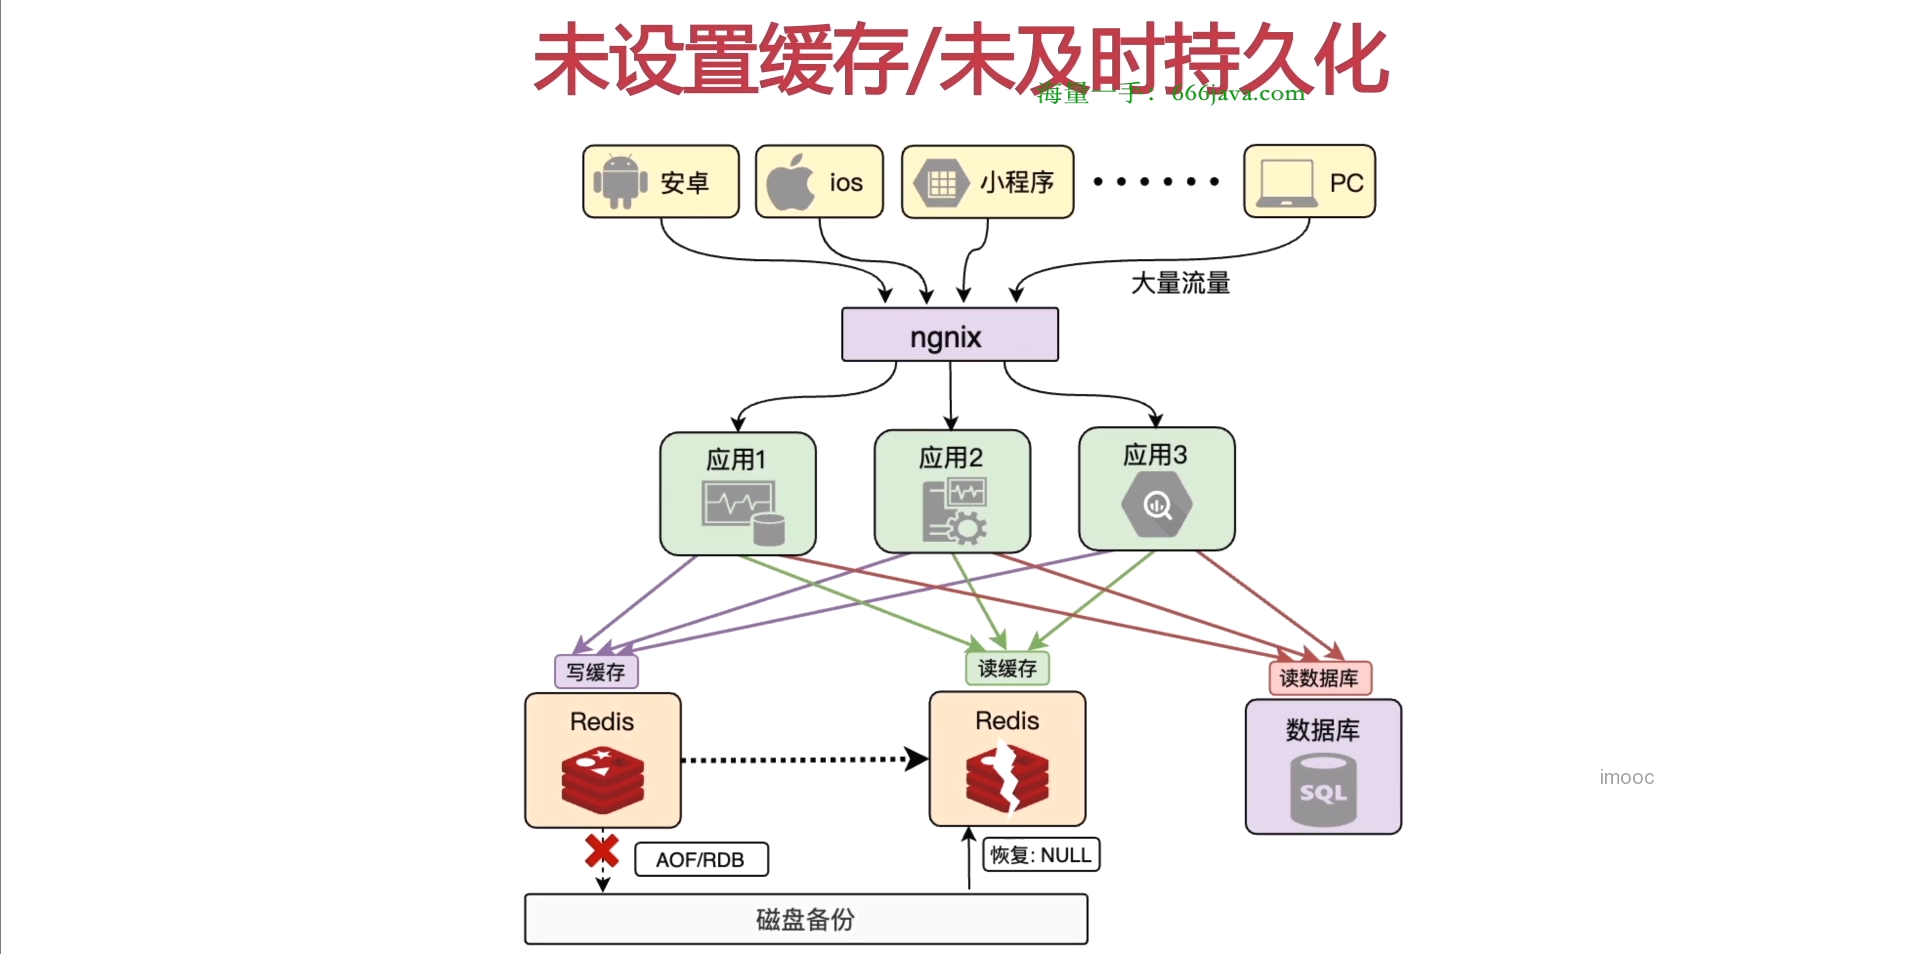 未设置缓存/未及时持久化
海量一手：666java.com
安卓
ios
小程序
PC
大量流量
ngnix
应用1
应用2
应用3
写缓存
读缓存
读数据库
Redis
Redis
数据库
SQL
imooc
AOF/RDB
恢复: NULL
磁盘备份